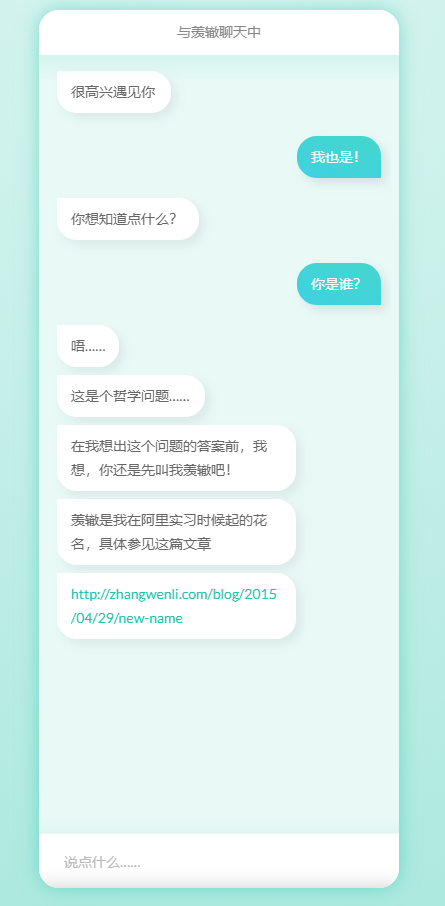 与羡辙聊天中
很高兴遇见你
我也是！
你想知道点什么？
你是谁？
唔……
这是个哲学问题……
在我想出这个问题的答案前，我
想，你还是先叫我羡辙吧！
羡辙是我在阿里实习时候起的花
名，具体参见这篇文章
http://zhangwenli.com/blog/2015
/04/29/new-name
说点什么……